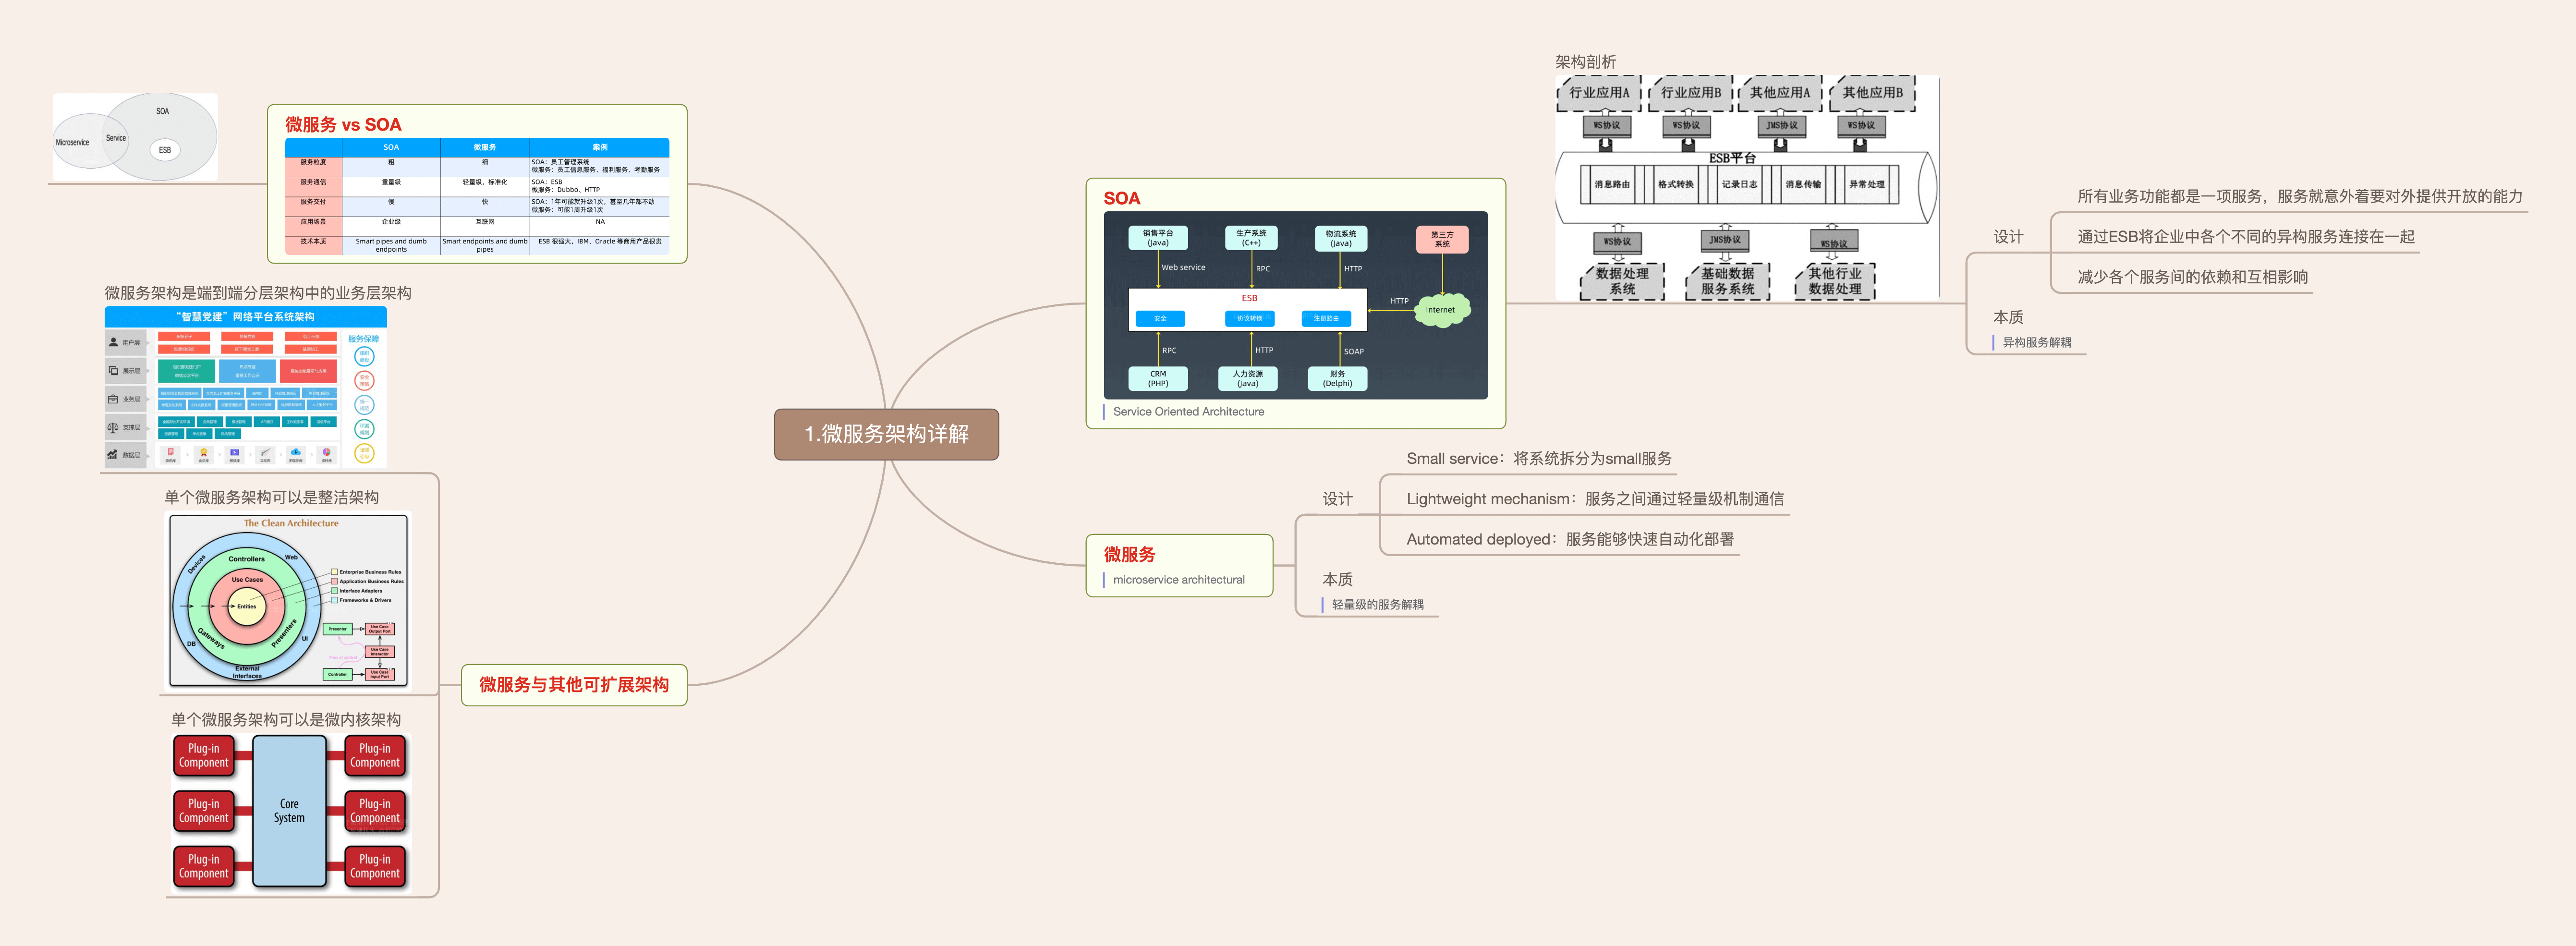 1.微服务架构详解
SOA
销售平台
(Java)
生产系统
(C++)
物流系统
(Java)
第三方
系统
Web service
RPC
HTTP
ESB
安全
协议转换
注册路由
HTTP
Internet
RPC
HTTP
SOAP
CRM
(PHP)
人力资源
(Java)
财务
(Delphi)
Service Oriented Architecture
架构剖析
行业应用A
行业应用B
其他应用A
其他应用B
WS协议
WS协议
JMS协议
WS协议
ESB平台
消息路由
格式转换
记录日志
消息传输
异常处理
WS协议
JMS协议
WS协议
数据处理
系统
基础数据
服务系统
其他行业
数据处理
设计
所有业务功能都是一项服务，服务就意外着要对外提供开放的能力
通过ESB将企业中各个不同的异构服务连接在一起
减少各个服务间的依赖和互相影响
本质
异构服务解耦
微服务
microservice architectural
设计
Small service：将系统拆分为small服务
Lightweight mechanism：服务之间通过轻量级机制通信
Automated deployed：服务能够快速自动化部署
本质
轻量级的服务解耦
微服务 vs SOA
SOA 微服务 案例
服务粒度 粗 细 SOA：员工管理系统
微服务：员工信息服务、福利服务、考勤服务
服务通信 重量级 轻量级，标准化 SOA：ESB
微服务：Dubbo、HTTP
服务交付 慢 快 SOA：1年可能就升级1次，甚至几年都不动
微服务：可能1周升级1次
应用场景 企业级 互联网 NA
技术本质 Smart pipes and dumb endpoints Smart endpoints and dumb pipes ESB 很强大，IBM、Oracle 等商用产品很贵
SOA
Microservice
Service
ESB
微服务与其他可扩展架构
微服务架构是端到端分层架构中的业务层架构
“智慧党建”网络平台系统架构
用户层
展示层
业务层
支撑层
数据层
服务保障
单个微服务架构可以是整洁架构
The Clean Architecture
Devices
Web
Controllers
Use Cases
Entities
Gateways
Presenters
DB
UI
External
Interfaces
Enterprise Business Rules
Application Business Rules
Interface Adapters
Frameworks & Drivers
Presenter
Use Case
Output Port
Use Case
Interactor
Flow of control
Controller
Use Case
Input Port
单个微服务架构可以是微内核架构
Plug-in
Component
Plug-in
Component
Plug-in
Component
Core
System
Plug-in
Component
Plug-in
Component
Plug-in
Component